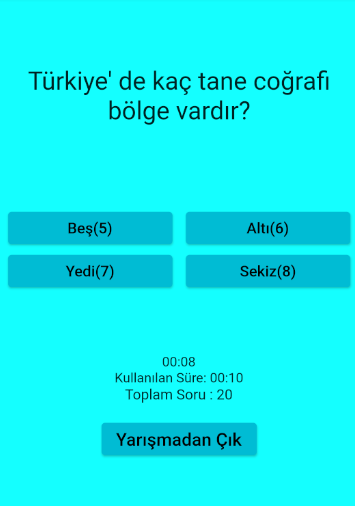 Türkiye' de kaç tane coğrafi
bölge vardır?
Beş(5)
Altı(6)
Yedi(7)
Sekiz(8)
00:08
Kullanılan Süre: 00:10
Toplam Soru : 20
Yarışmadan Çık